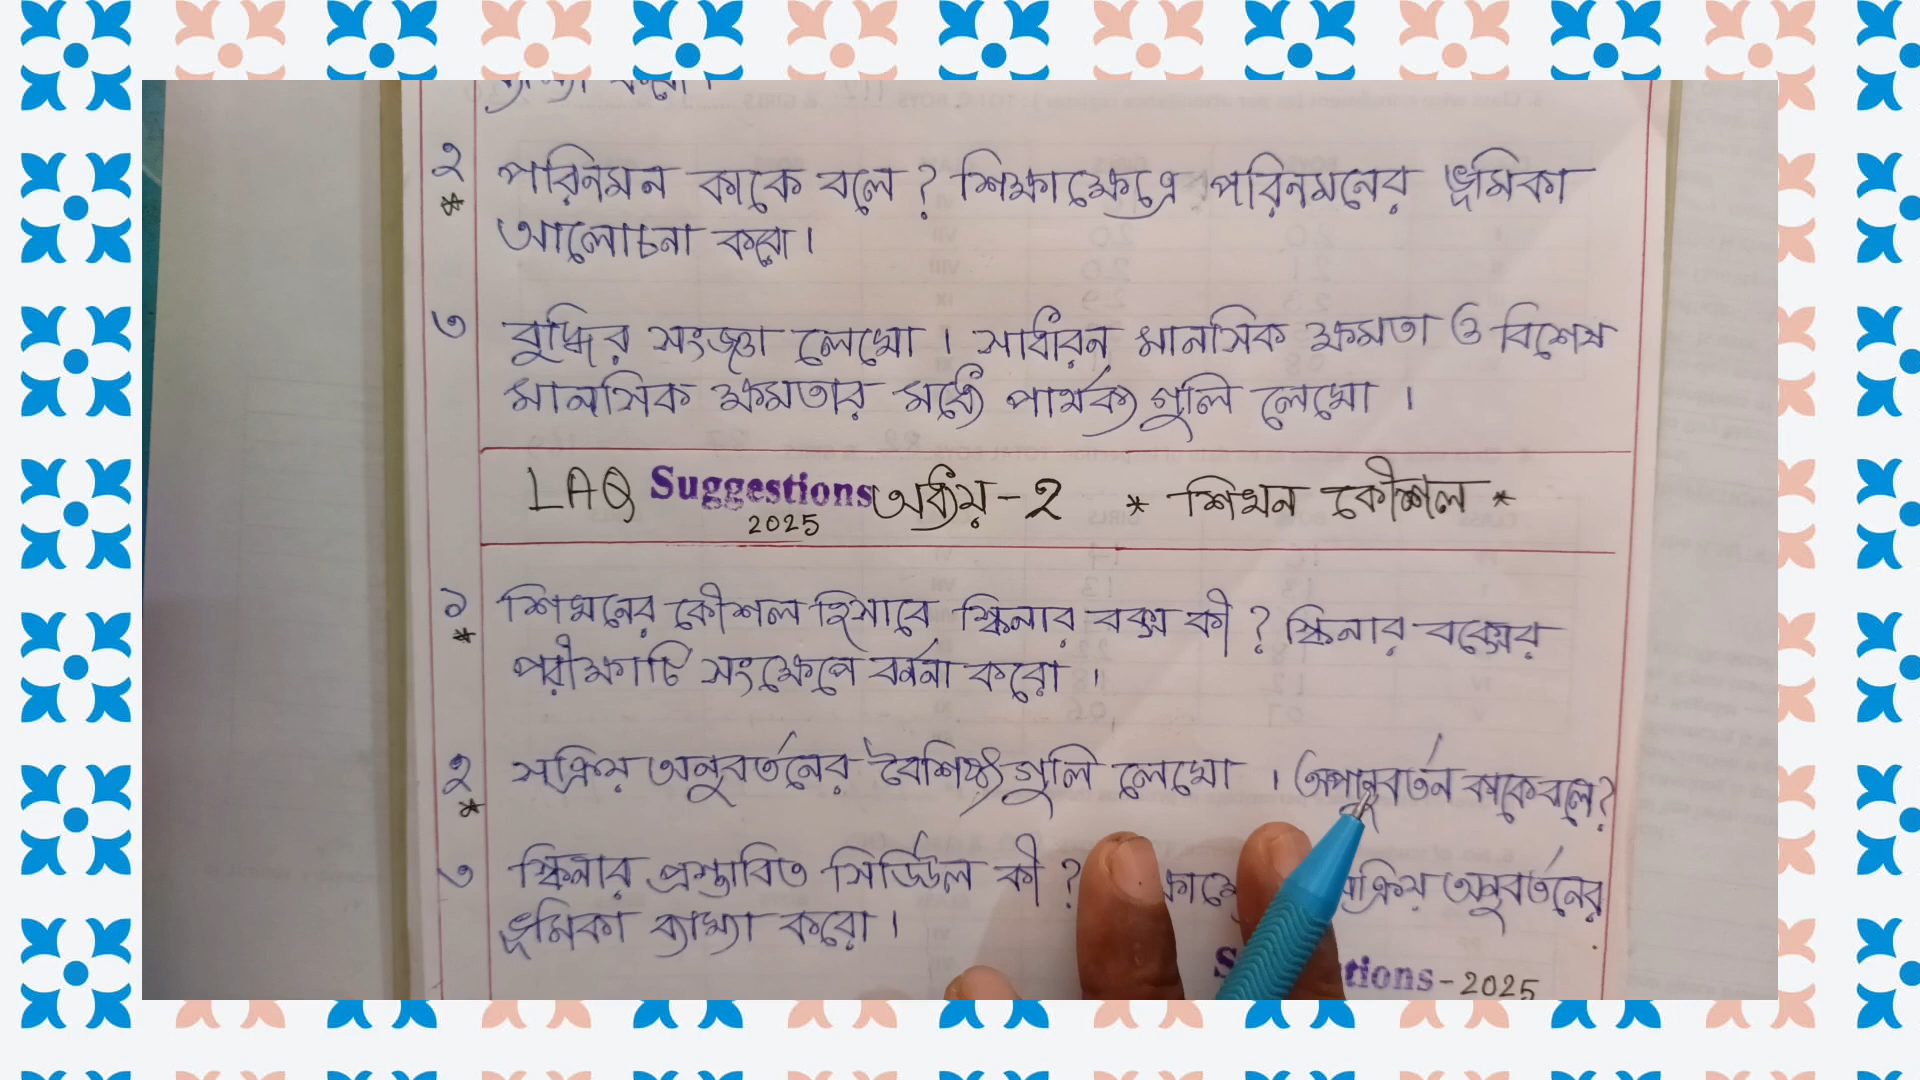 ব্যাখ্যা করো।
২ পরিনমন কাকে বলে ? শিক্ষাক্ষেত্রে পরিনমনের ভূমিকা
* আলোচনা করো।
৩ বুদ্ধির সংজ্ঞা লেখো । সাধারন মানসিক ক্ষমতা ও বিশেষ
মানসিক ক্ষমতার মধ্যে পার্থক্য গুলি লেখো ।
LAQ Suggestions অধ্যায়-২ * শিখন কৌশল *
2025
১ শিখনের কৌশল হিসাবে স্কিনার বক্স কী ? স্কিনার বক্সের
* পরীক্ষাটি সংক্ষেপে বর্ননা করো ।
২ সক্রিয় অনুবর্তনের বৈশিষ্ট্য গুলি লেখো । অপানুবর্তন কাকে বলে?
*
৩ স্কিনার প্রস্তাবিত সিডিউল কী ? সক্রিয় অনুবর্তনের
ভূমিকা ব্যাখ্যা করো ।
tions-2025